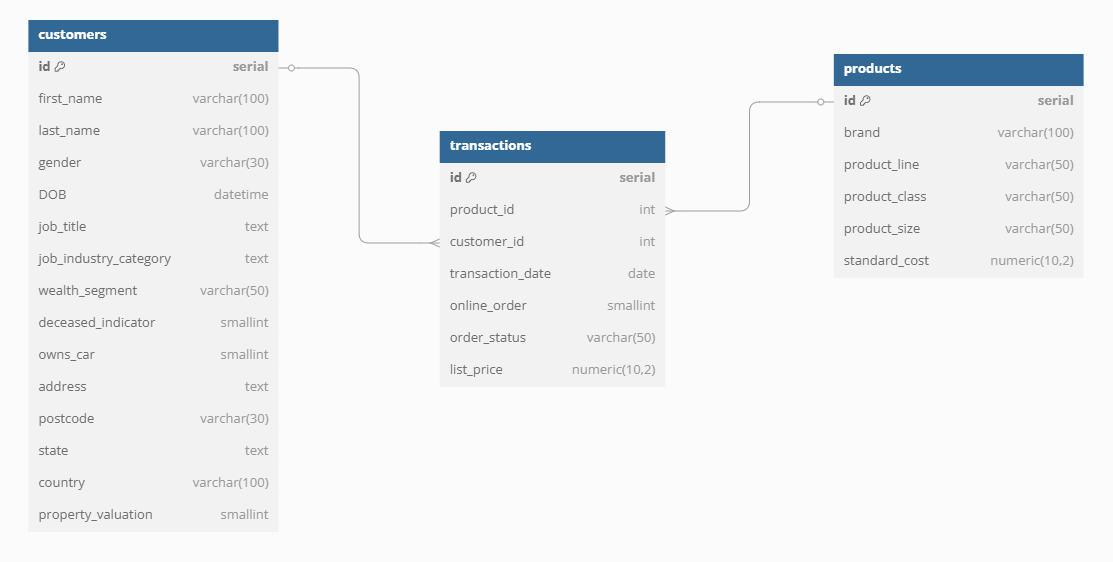 customers
id serial
first_name varchar(100)
last_name varchar(100)
gender varchar(30)
DOB datetime
job_title text
job_industry_category text
wealth_segment varchar(50)
deceased_indicator smallint
owns_car smallint
address text
postcode varchar(30)
state text
country varchar(100)
property_valuation smallint
transactions
id serial
product_id int
customer_id int
transaction_date date
online_order smallint
order_status varchar(50)
list_price numeric(10,2)
products
id serial
brand varchar(100)
product_line varchar(50)
product_class varchar(50)
product_size varchar(50)
standard_cost numeric(10,2)